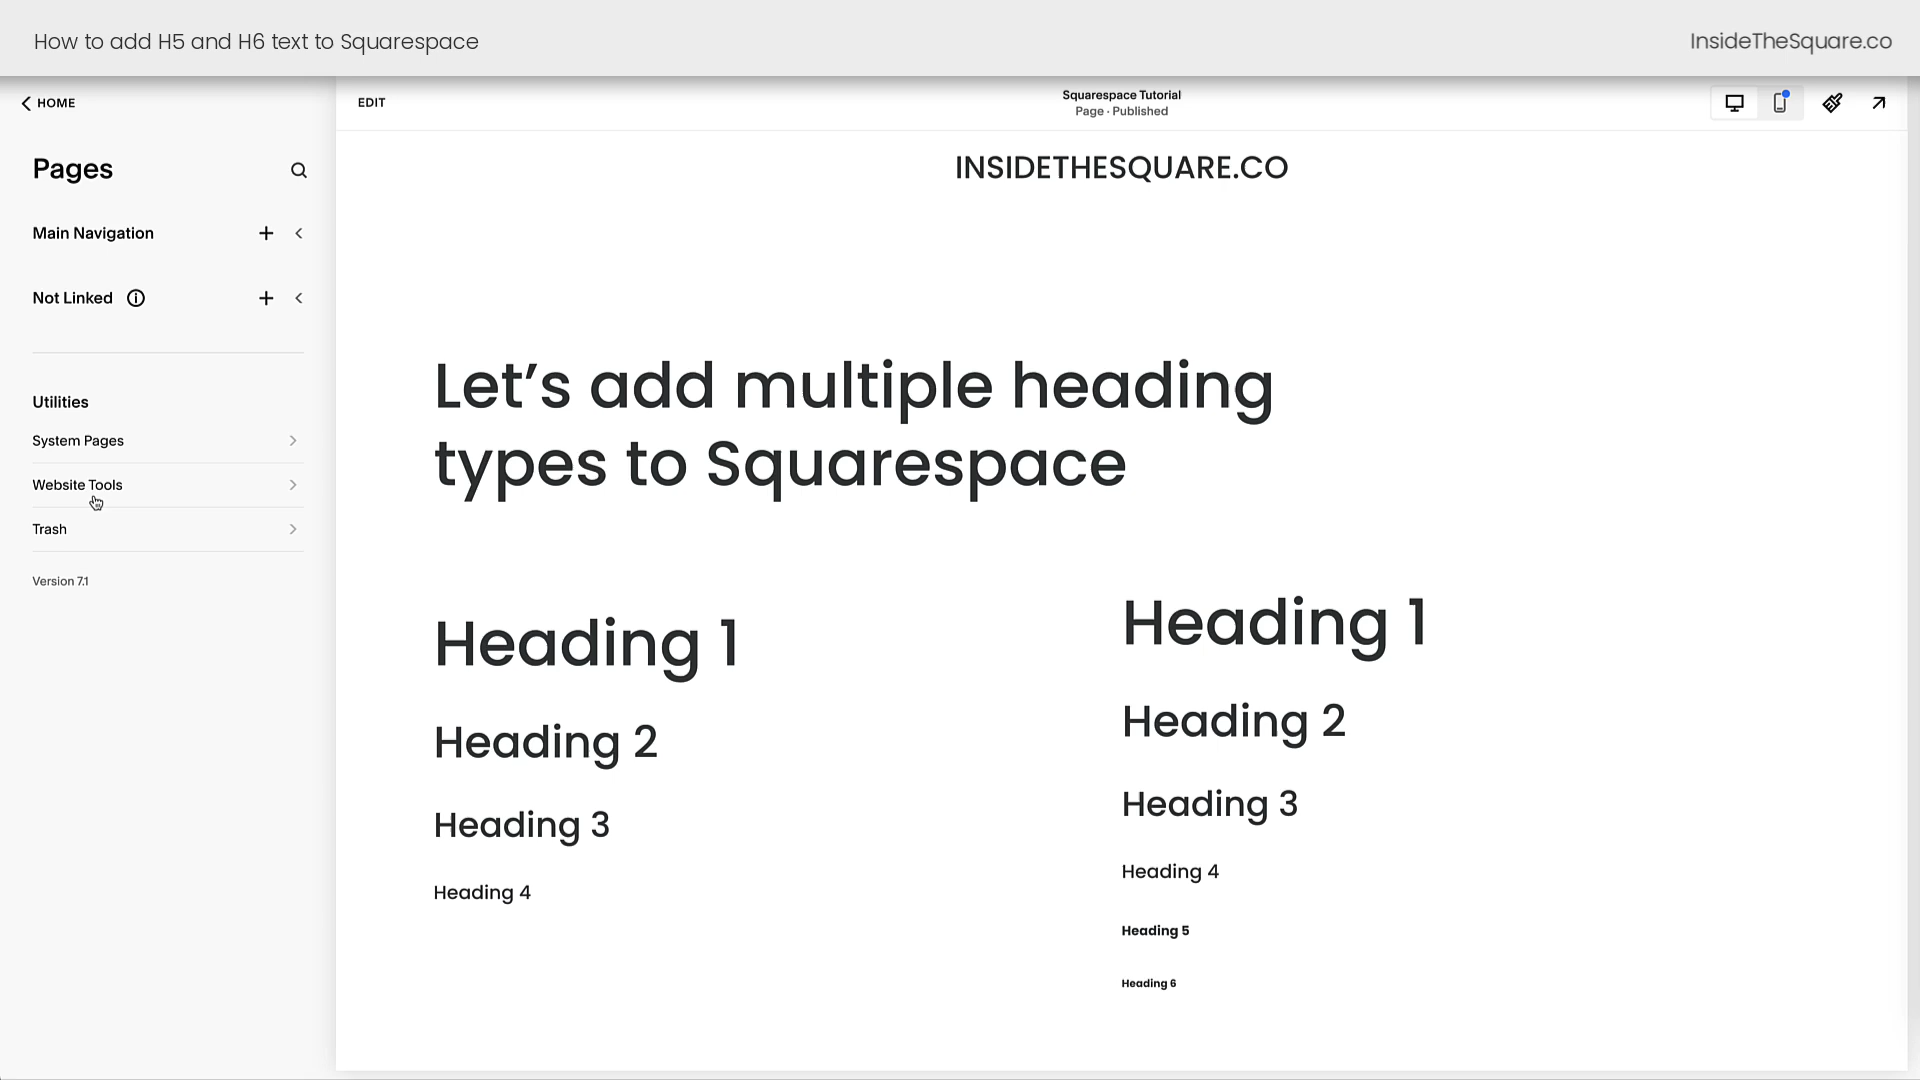 How to add H5 and H6 text to Squarespace
InsideTheSquare.co
HOME
Pages
Main Navigation
Not Linked
Utilities
System Pages
Website Tools
Trash
Version 7.1
EDIT
Squarespace Tutorial
Page · Published
INSIDETHESQUARE.CO
Let’s add multiple heading
types to Squarespace
Heading 1
Heading 2
Heading 3
Heading 4
Heading 1
Heading 2
Heading 3
Heading 4
Heading 5
Heading 6